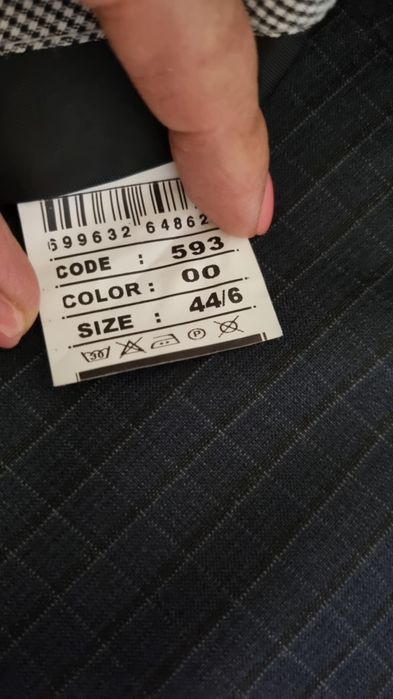 699632 64862
CODE : 593
COLOR : 00
SIZE : 44/6